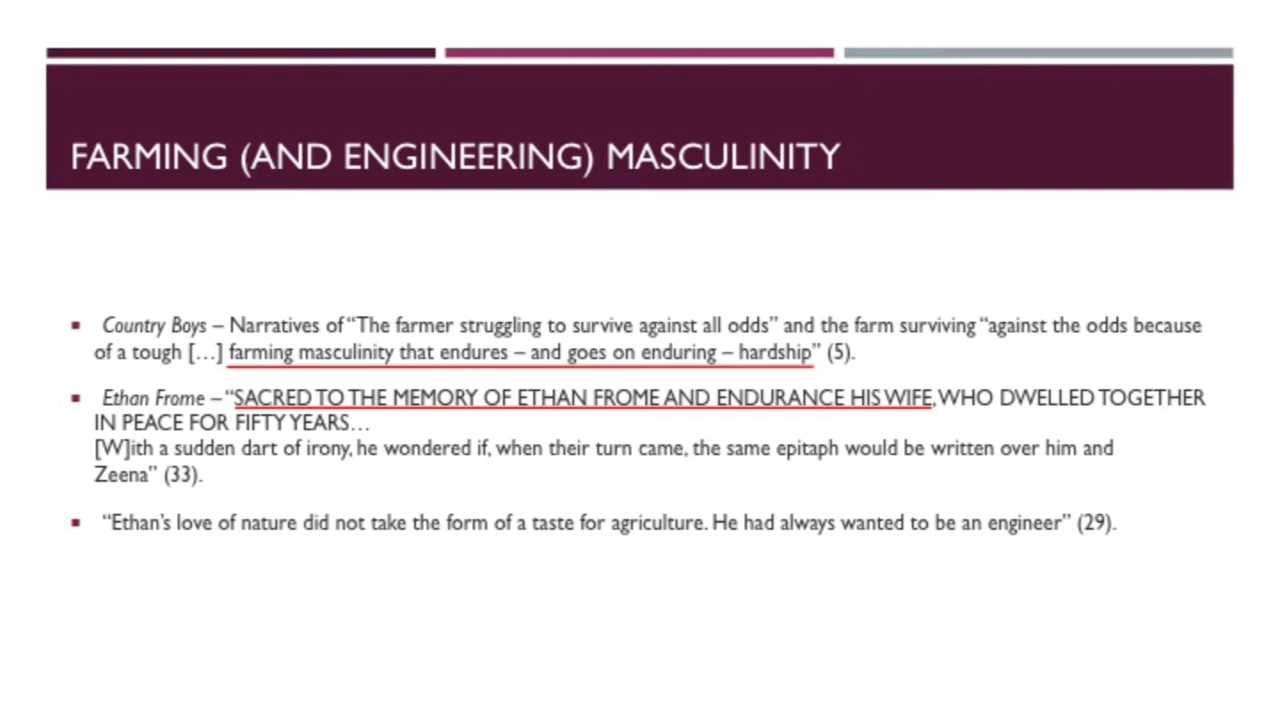 FARMING (AND ENGINEERING) MASCULINITY
Country Boys – Narratives of “The farmer struggling to survive against all odds” and the farm surviving “against the odds because
of a tough […] farming masculinity that endures – and goes on enduring – hardship” (5).
Ethan Frome – “SACRED TO THE MEMORY OF ETHAN FROME AND ENDURANCE HIS WIFE, WHO DWELLED TOGETHER
IN PEACE FOR FIFTY YEARS…
[W]ith a sudden dart of irony, he wondered if, when their turn came, the same epitaph would be written over him and
Zeena” (33).
“Ethan’s love of nature did not take the form of a taste for agriculture. He had always wanted to be an engineer” (29).